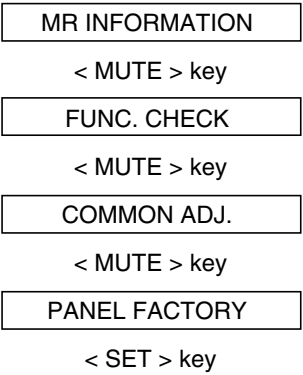 MR INFORMATION
< MUTE > key
FUNC. CHECK
< MUTE > key
COMMON ADJ.
< MUTE > key
PANEL FACTORY
< SET > key